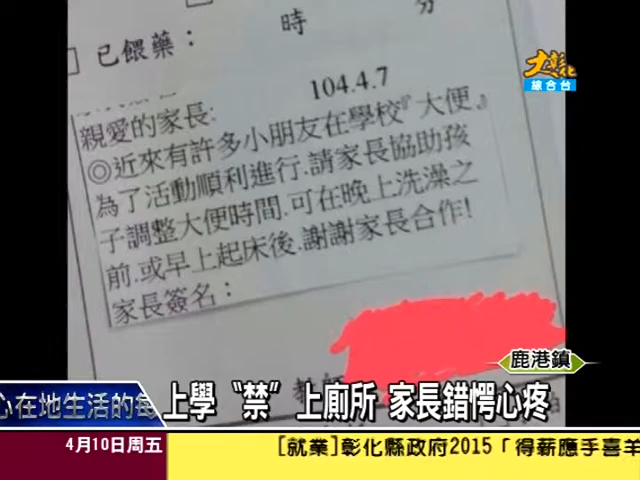 時 分
已餵藥：
大彰化
綜合台
104.4.7
親愛的家長:
◎近來有許多小朋友在學校『大便』
為了活動順利進行.請家長協助孩
子調整大便時間.可在晚上洗澡之
前.或早上起床後.謝謝家長合作!
家長簽名：
鹿港鎮
心在地生活的每
上學〝禁〞上廁所 家長錯愕心疼
4月10日周五
[就業]彰化縣政府2015「得薪應手喜羊